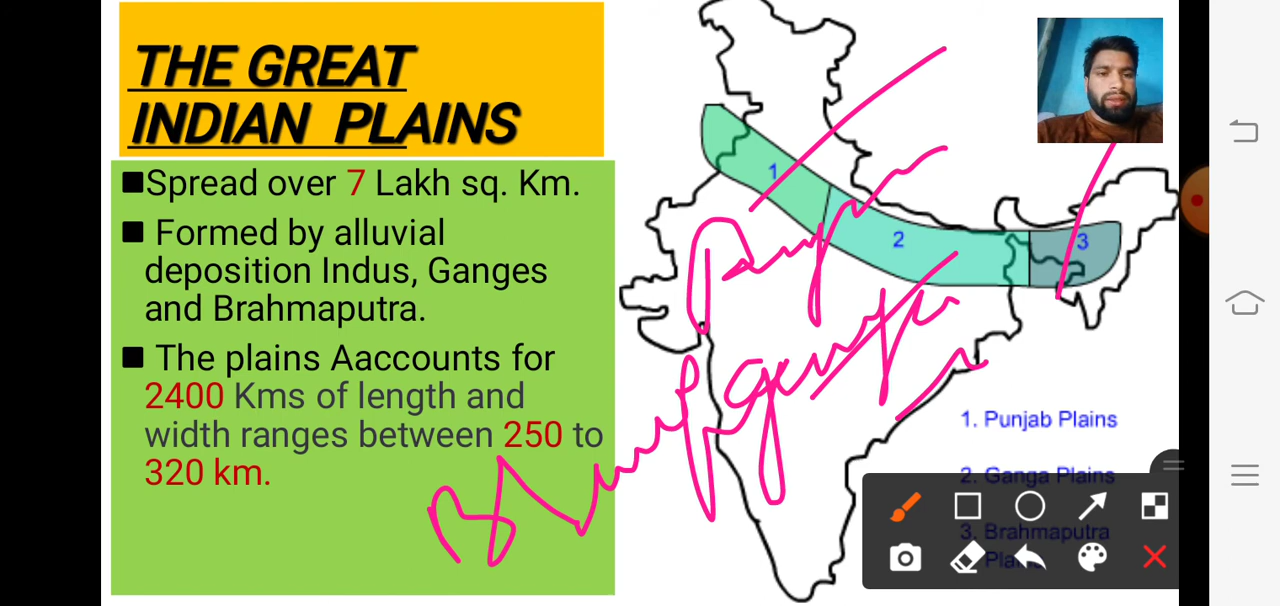 THE GREAT
INDIAN PLAINS
■Spread over 7 Lakh sq. Km.
■ Formed by alluvial
deposition Indus, Ganges
and Brahmaputra.
■ The plains Aaccounts for
2400 Kms of length and
width ranges between 250 to
320 km.
1
2
3
1. Punjab Plains
2. Ganga Plains
3. Brahmaputra